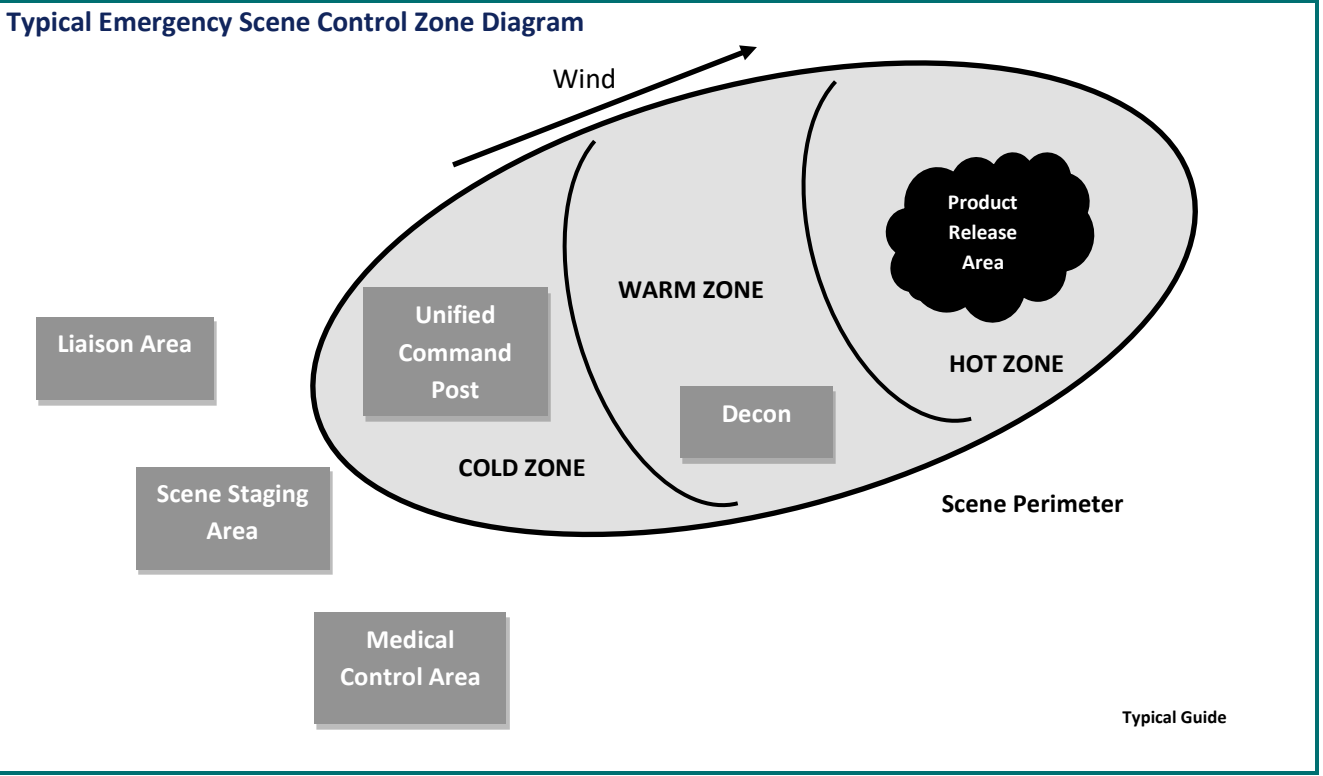 Typical Emergency Scene Control Zone Diagram
Wind
Product
Release
Area
WARM ZONE
Unified
Command
Post
Liaison Area
HOT ZONE
Decon
COLD ZONE
Scene Staging
Area
Scene Perimeter
Medical
Control Area
Typical Guide